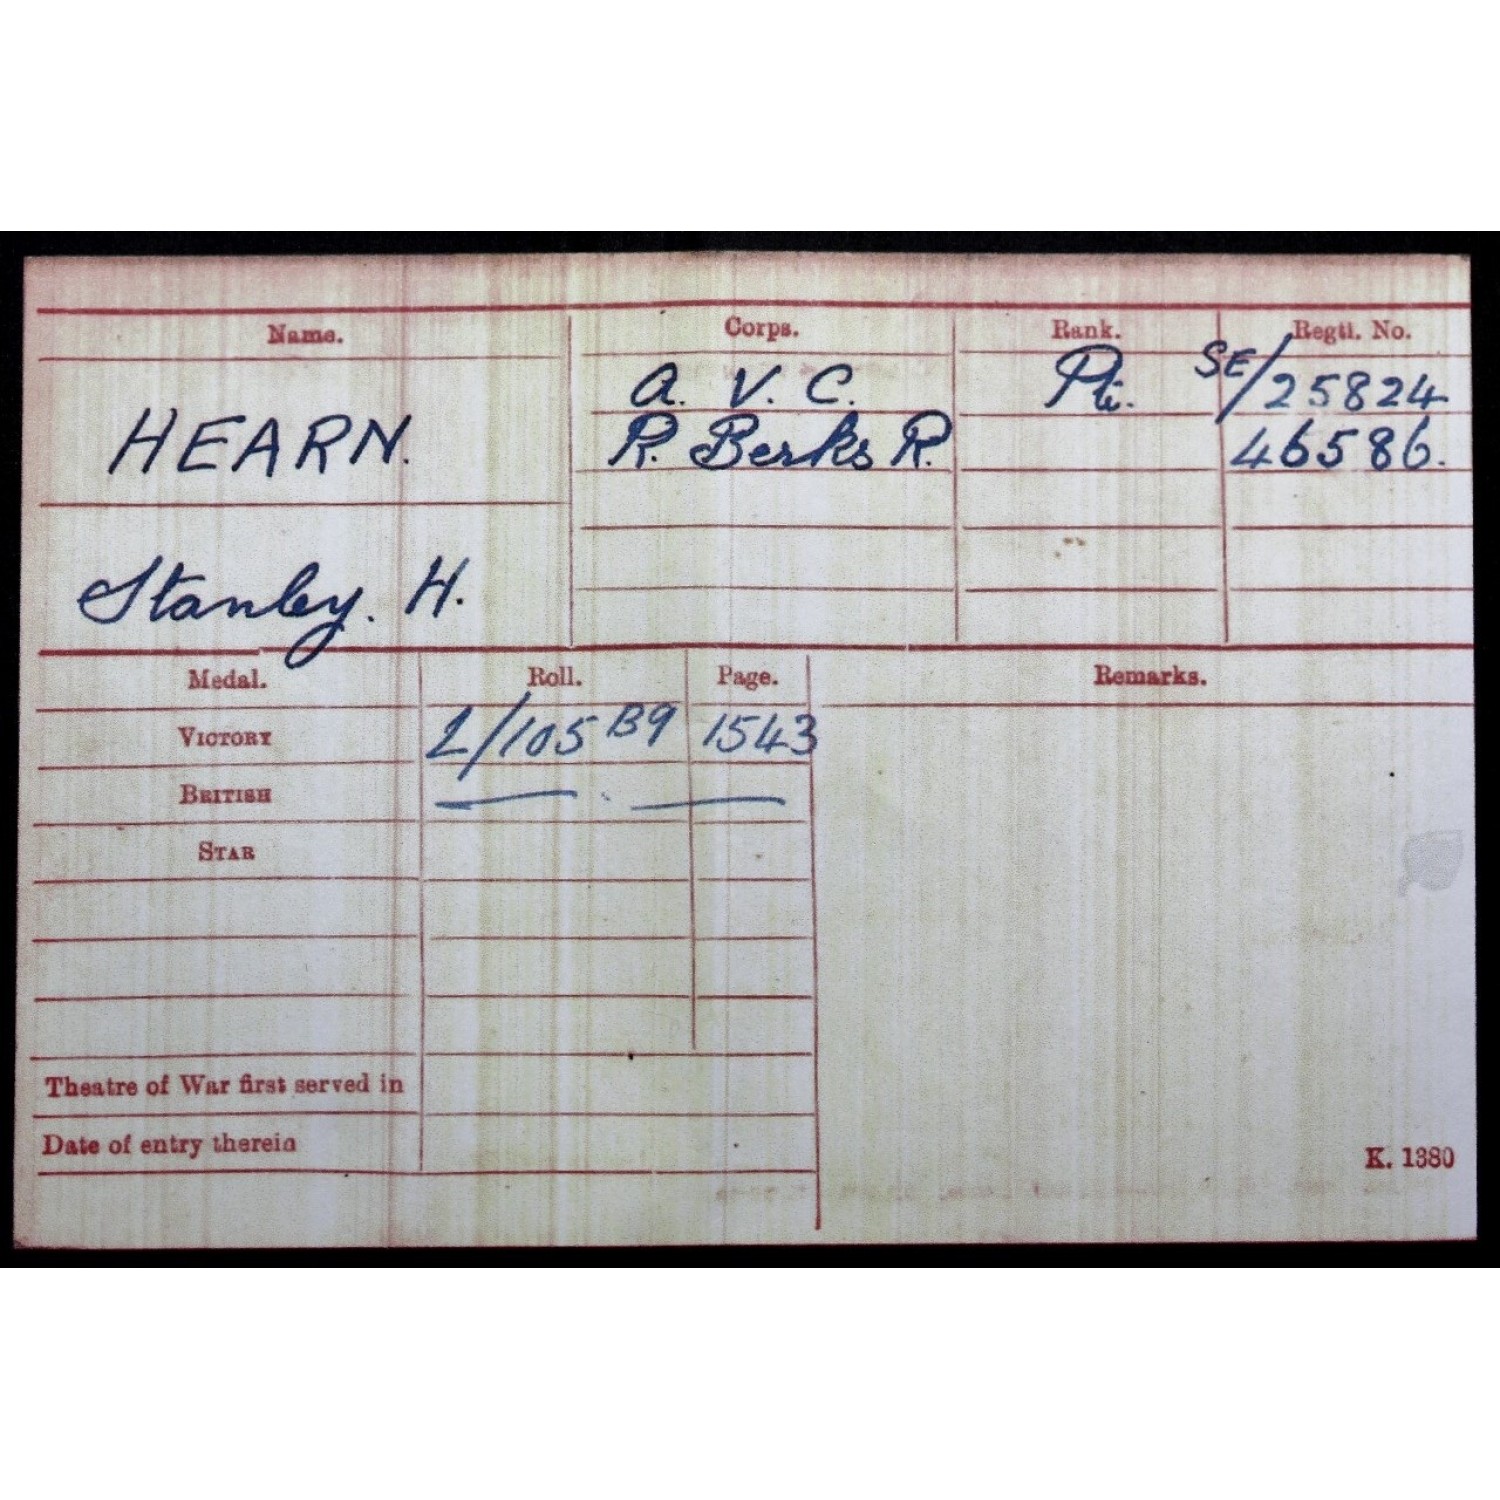 Name. Corps. Rank. Regtl. No.
A. V. C. Pte. SE/25824
HEARN. R. Berks R. 46586.
Stanley. H.
Medal. Roll. Page. Remarks.
VICTORY L/105 B9 1543
BRITISH
STAR
Theatre of War first served in
Date of entry therein
K. 1380